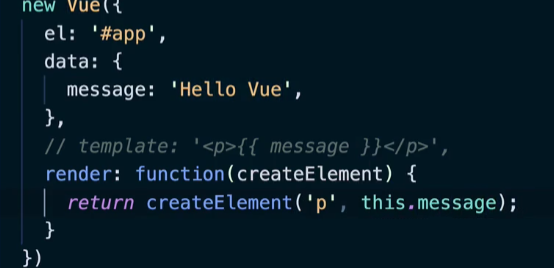 new Vue({
el: '#app',
data: {
message: 'Hello Vue',
},
// template: '<p>{{ message }}</p>',
render: function(createElement) {
return createElement('p', this.message);
}
})